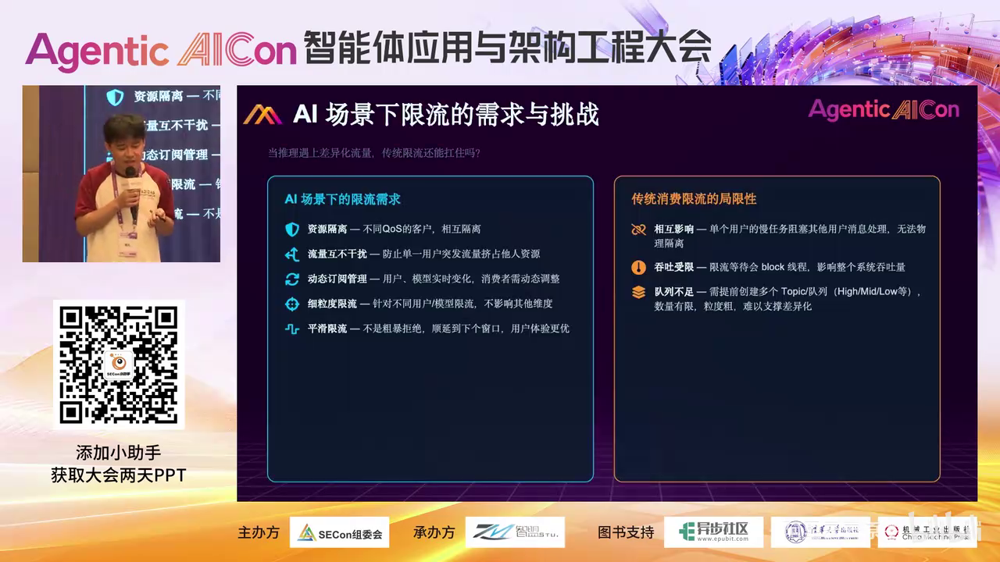 Agentic AICon 智能体应用与架构工程大会
资源隔离 — 不同
量互不干扰 —
动态订阅管理 —
限流 — 针
流 — 不是
AI 场景下限流的需求与挑战
Agentic AICon
当推理遇上差异化流量，传统限流还能扛住吗？
AI 场景下的限流需求
资源隔离 — 不同QoS的客户，相互隔离
流量互不干扰 — 防止单一用户突发流量挤占他人资源
动态订阅管理 — 用户、模型实时变化，消费者需动态调整
细粒度限流 — 针对不同用户/模型限流，不影响其他维度
平滑限流 — 不是粗暴拒绝，顺延到下个窗口，用户体验更优
传统消费限流的局限性
相互影响 — 单个用户的慢任务阻塞其他用户消息处理，无法物
理隔离
吞吐受限 — 限流等待会 block 线程，影响整个系统吞吐量
队列不足 — 需提前创建多个 Topic/队列（High/Mid/Low等），
数量有限，粒度粗，难以支撑差异化
SECon小助手
添加小助手
获取大会两天PPT
主办方
SECon组委会
承办方
智盟
STU.
图书支持
异步社区
www.epubit.com
清华大学出版社
机械工业出版社
China Machine Press